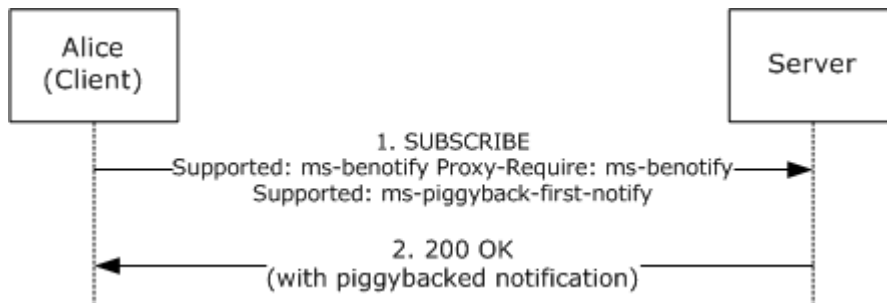 Alice
(Client)
Server
1. SUBSCRIBE
Supported: ms-benotify Proxy-Require: ms-benotify
Supported: ms-piggyback-first-notify
2. 200 OK
(with piggybacked notification)